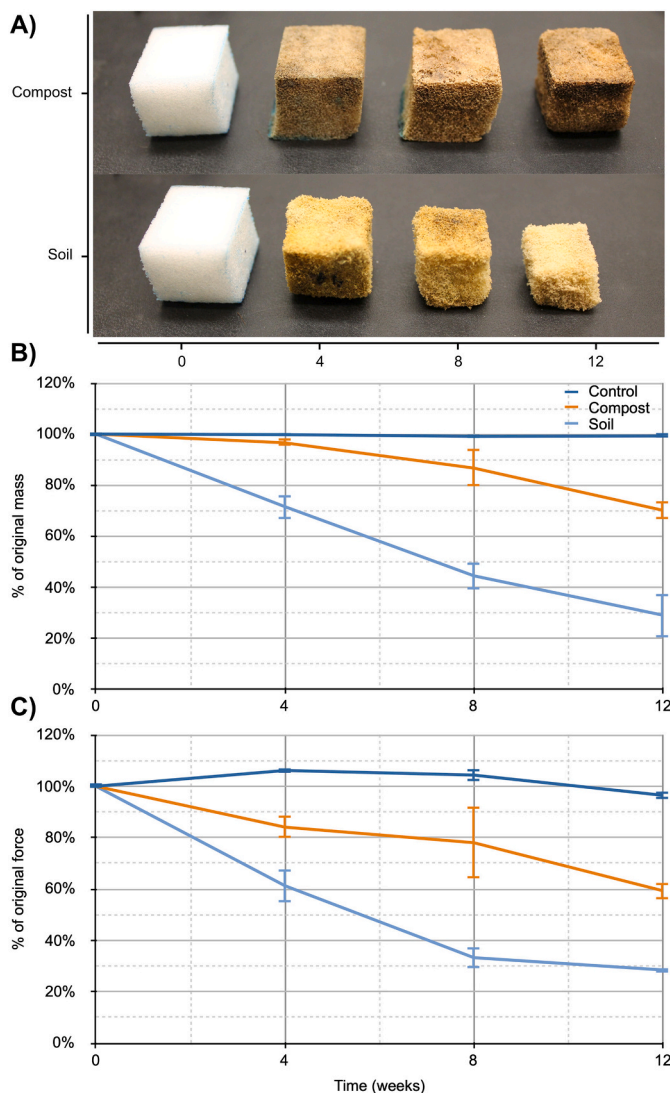 A)
Compost
Soil
0 4 8 12
B)
120%
100%
80%
60%
40%
20%
0%
% of original mass
Control
Compost
Soil
0 4 8 12
C)
120%
100%
80%
60%
40%
20%
0%
% of original force
0 4 8 12
Time (weeks)